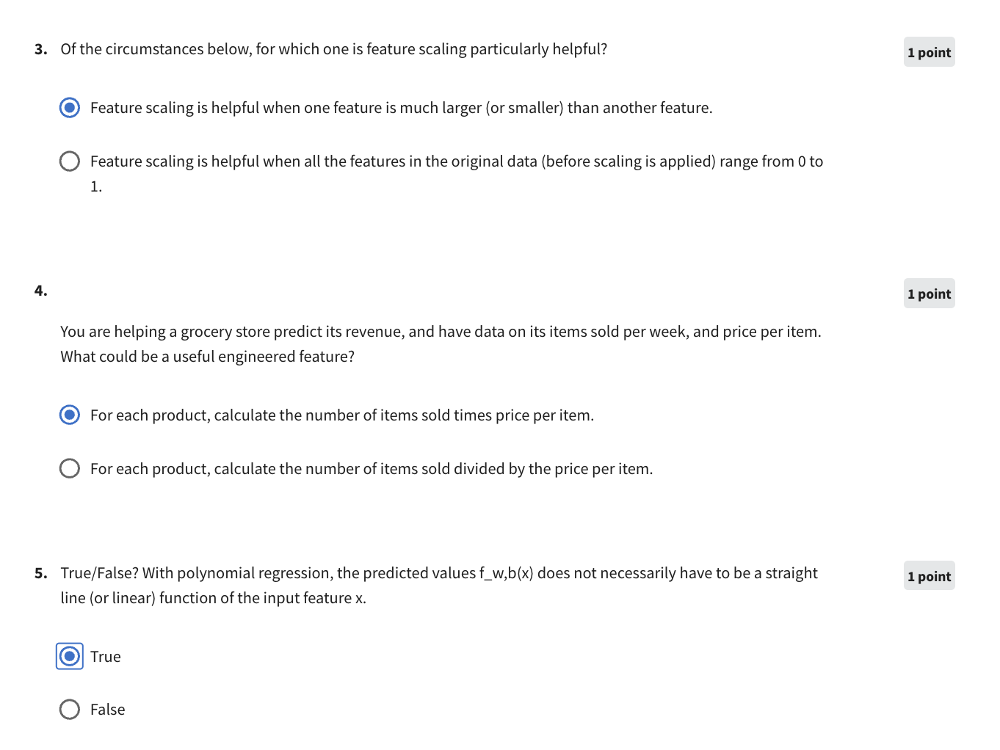 3. Of the circumstances below, for which one is feature scaling particularly helpful?
1 point
Feature scaling is helpful when one feature is much larger (or smaller) than another feature.
Feature scaling is helpful when all the features in the original data (before scaling is applied) range from 0 to
1.
4.
1 point
You are helping a grocery store predict its revenue, and have data on its items sold per week, and price per item.
What could be a useful engineered feature?
For each product, calculate the number of items sold times price per item.
For each product, calculate the number of items sold divided by the price per item.
5. True/False? With polynomial regression, the predicted values f_w,b(x) does not necessarily have to be a straight
1 point
line (or linear) function of the input feature x.
True
False